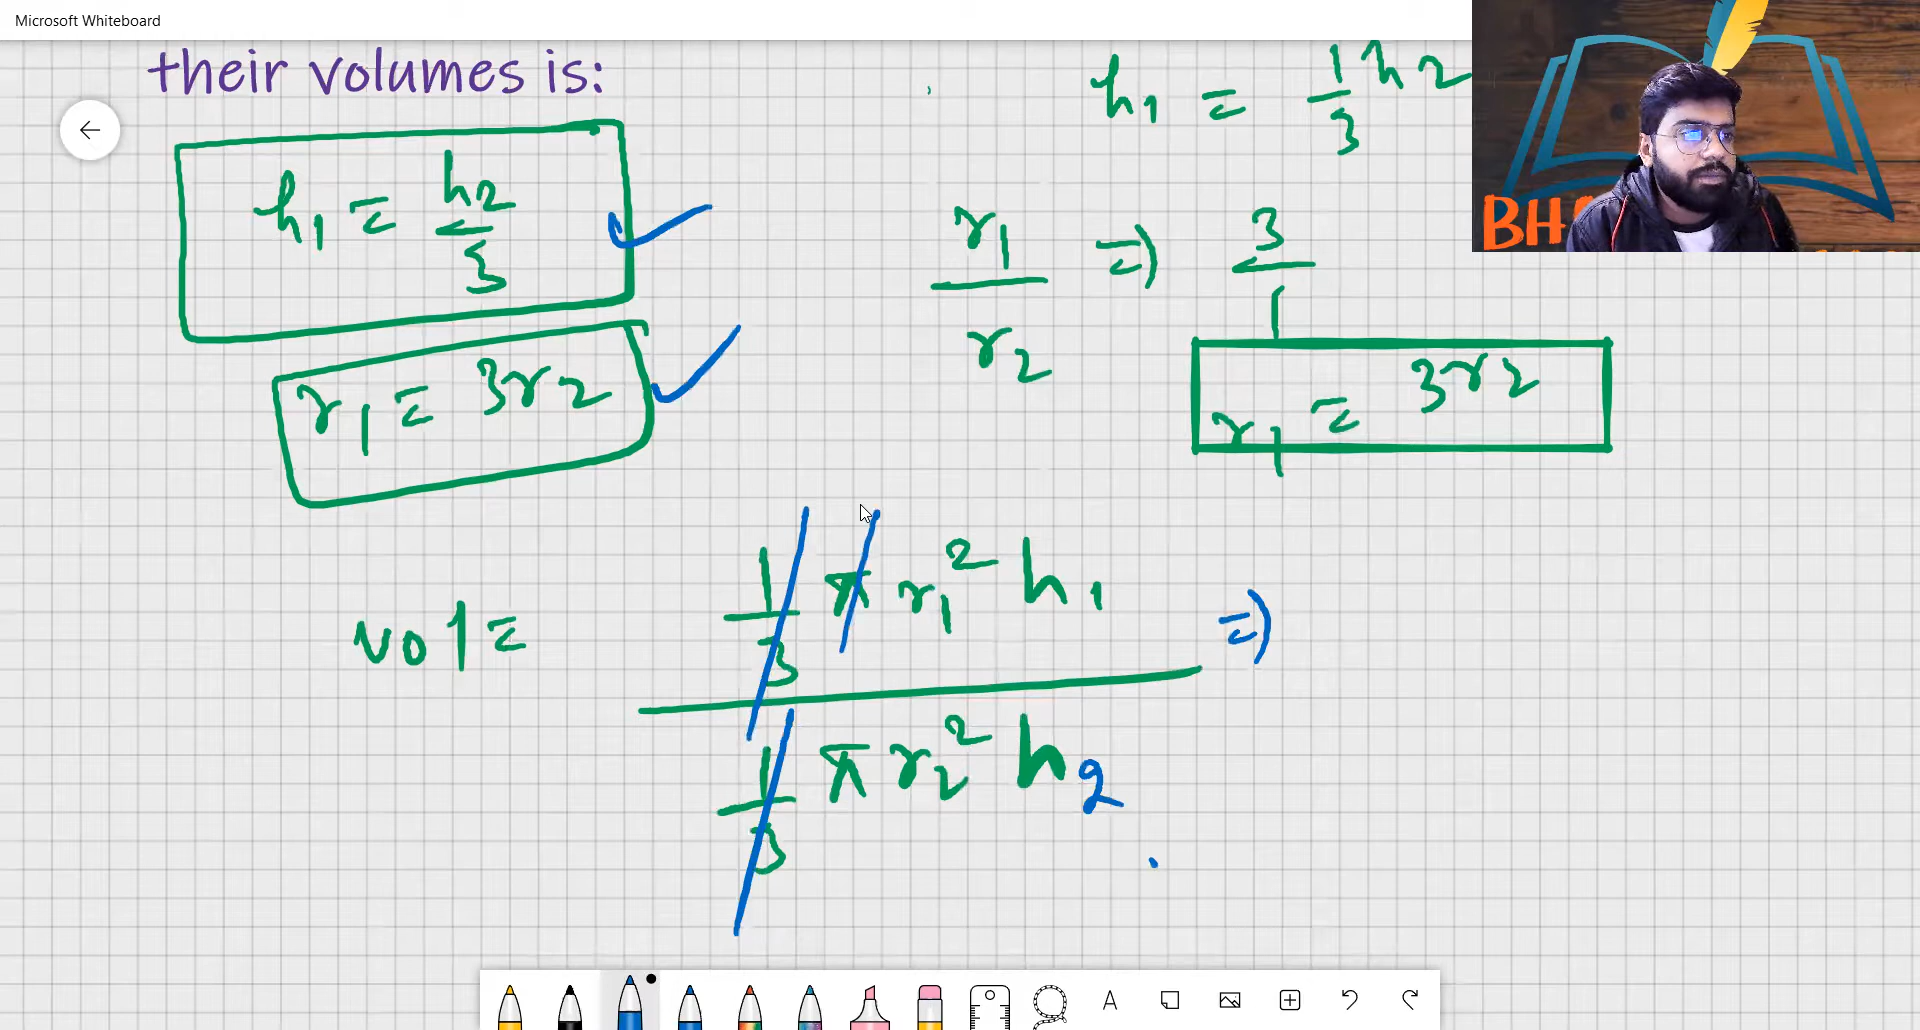 Microsoft Whiteboard
their volumes is:
h1 = 1/3 h2
h1 = h2/3
r1/r2 => 3/1
BHA
r1 = 3r2
r1 = 3r2
vol = 1/3 π r1² h1 =>
1/3 π r2² h2
A